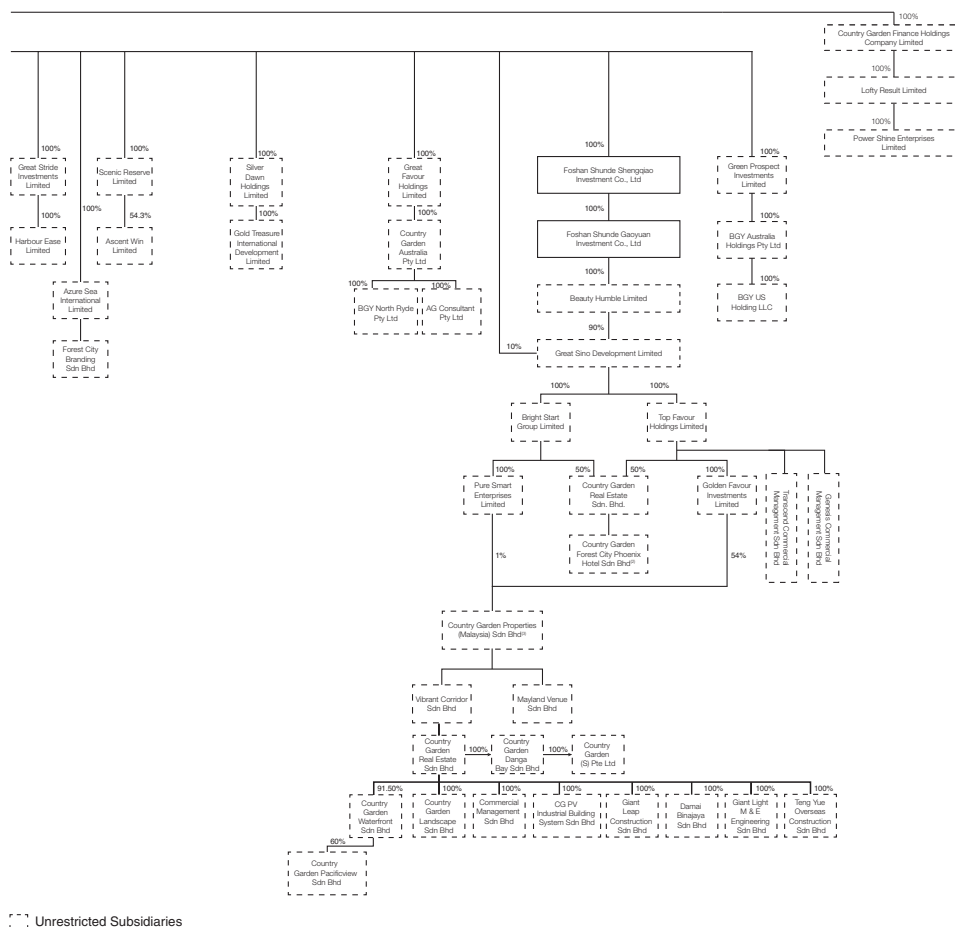 100%
Country Garden Finance Holdings
Company Limited
100%
Lofty Result Limited
100%
Power Shine Enterprises
Limited
100%
Great Stride
Investments
Limited
100%
Harbour Ease
Limited
100%
Azure Sea
International
Limited
Forest City
Branding
Sdn Bhd
100%
Scenic Reserve
Limited
54.3%
Ascent Win
Limited
100%
Silver
Dawn
Holdings
Limited
100%
Gold Treasure
International
Development
Limited
100%
Great
Favour
Holdings
Limited
100%
Country
Garden
Australia
Pty Ltd
100%
BGY North Ryde
Pty Ltd
100%
AG Consultant
Pty Ltd
100%
Foshan Shunde Shengqiao
Investment Co., Ltd
100%
Foshan Shunde Gaoyuan
Investment Co., Ltd
100%
Beauty Humble Limited
90%
10%
Great Sino Development Limited
100%
Green Prospect
Investments
Limited
100%
BGY Australia
Holdings Pty Ltd
100%
BGY US
Holding LLC
100%
Bright Start
Group Limited
100%
Top Favour
Holdings Limited
100%
Pure Smart
Enterprises
Limited
50%
50%
Country Garden
Real Estate
Sdn. Bhd.
100%
Golden Favour
Investments
Limited
Transcend Commercial
Management Sdn Bhd
Genesis Commercial
Management Sdn Bhd
Country Garden
Forest City Phoenix
Hotel Sdn Bhd⁽²⁾
1%
54%
Country Garden Properties
(Malaysia) Sdn Bhd⁽³⁾
Vibrant Corridor
Sdn Bhd
Mayland Venue
Sdn Bhd
Country
Garden
Real Estate
Sdn Bhd
100%
Country
Garden
Danga
Bay Sdn Bhd
100%
Country
Garden
(S) Pte Ltd
91.50%
Country
Garden
Waterfront
Sdn Bhd
100%
Country
Garden
Landscape
Sdn Bhd
100%
Commercial
Management
Sdn Bhd
100%
CG PV
Industrial Building
System Sdn Bhd
100%
Giant
Leap
Construction
Sdn Bhd
100%
Damai
Binajaya
Sdn Bhd
100%
Giant Light
M & E
Engineering
Sdn Bhd
100%
Teng Yue
Overseas
Construction
Sdn Bhd
60%
Country
Garden Pacificview
Sdn Bhd
Unrestricted Subsidiaries